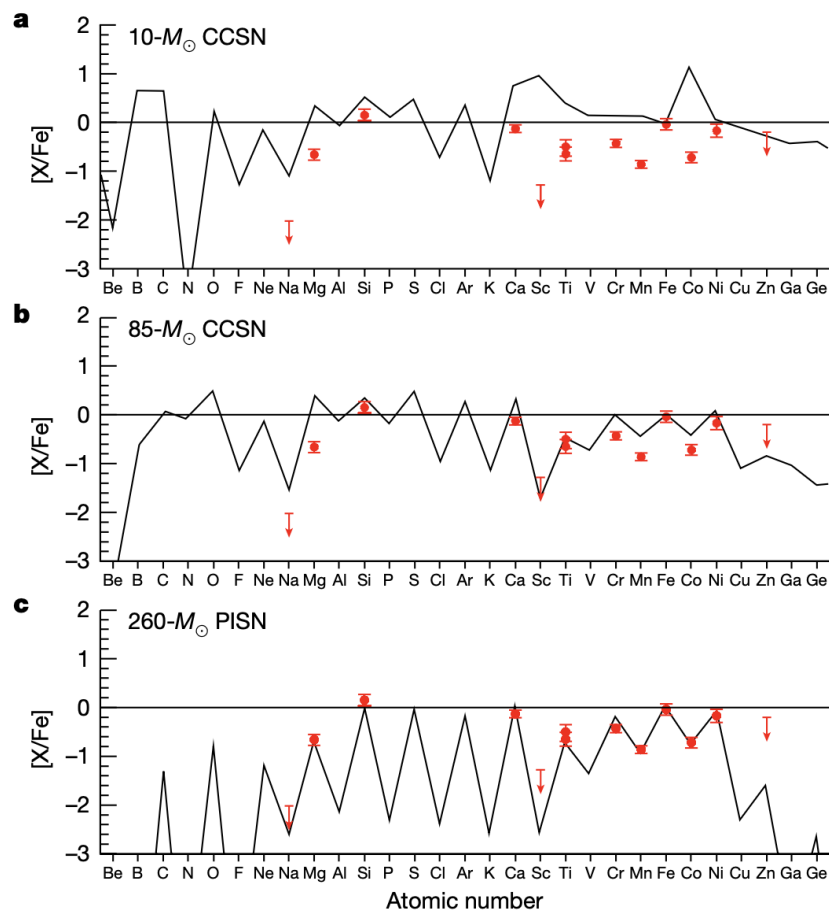 a
10-M☉ CCSN
2
1
0
–1
–2
–3
[X/Fe]
Be B C N O F Ne Na Mg Al Si P S Cl Ar K Ca Sc Ti V Cr Mn Fe Co Ni Cu Zn Ga Ge
b
85-M☉ CCSN
2
1
0
–1
–2
–3
[X/Fe]
Be B C N O F Ne Na Mg Al Si P S Cl Ar K Ca Sc Ti V Cr Mn Fe Co Ni Cu Zn Ga Ge
c
260-M☉ PISN
2
1
0
–1
–2
–3
[X/Fe]
Be B C N O F Ne Na Mg Al Si P S Cl Ar K Ca Sc Ti V Cr Mn Fe Co Ni Cu Zn Ga Ge
Atomic number